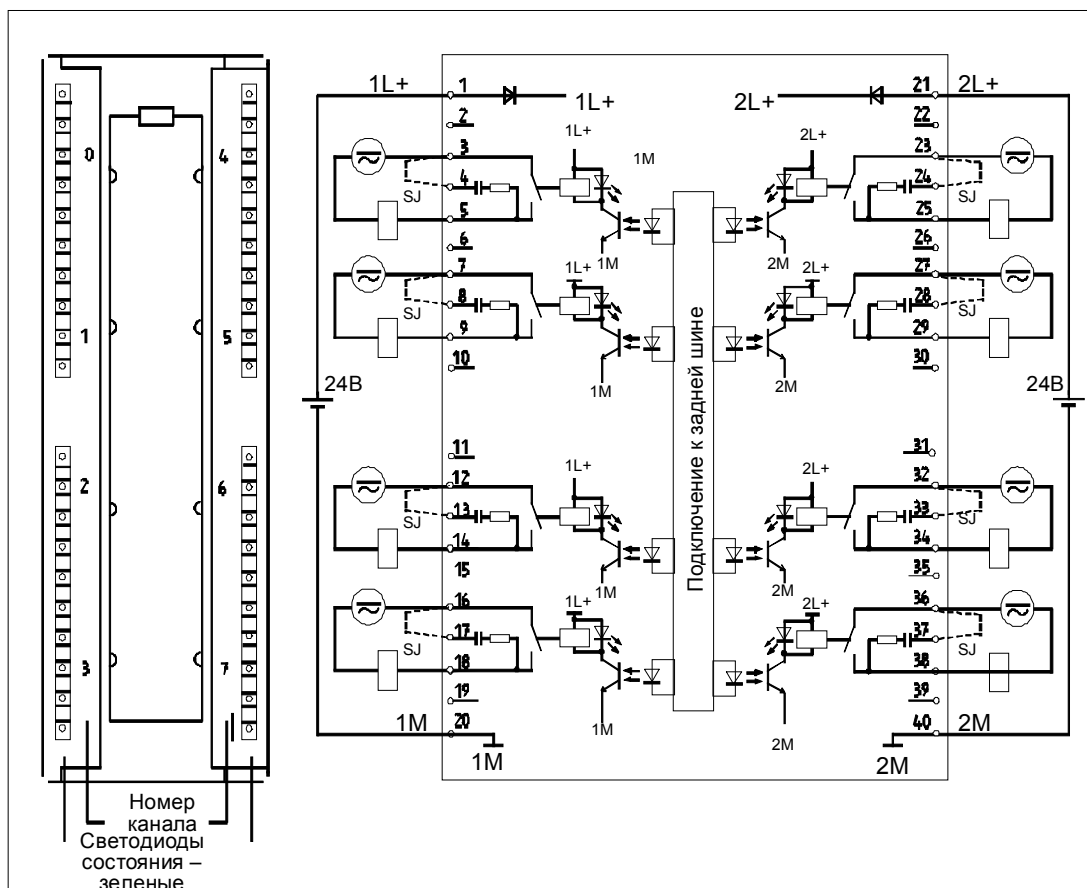 0
4
1
5
2
6
3
7
Номер
канала
Светодиоды
состояния –
зеленые
1L+
1
1L+
2
3
4
SJ
5
6
7
8
SJ
9
10
24В
11
12
13
SJ
14
15
16
17
SJ
18
19
1M
20
1M
1L+
1M
1M
1L+
1M
1L+
1M
1L+
1M
Подключение к задней шине
2L+
21
2L+
22
2L+
23
24
SJ
25
2M
26
2L+
27
28
SJ
29
30
2M
24В
31
2L+
32
33
SJ
34
2M
35
2L+
36
37
SJ
38
39
2M
40
2M
2M